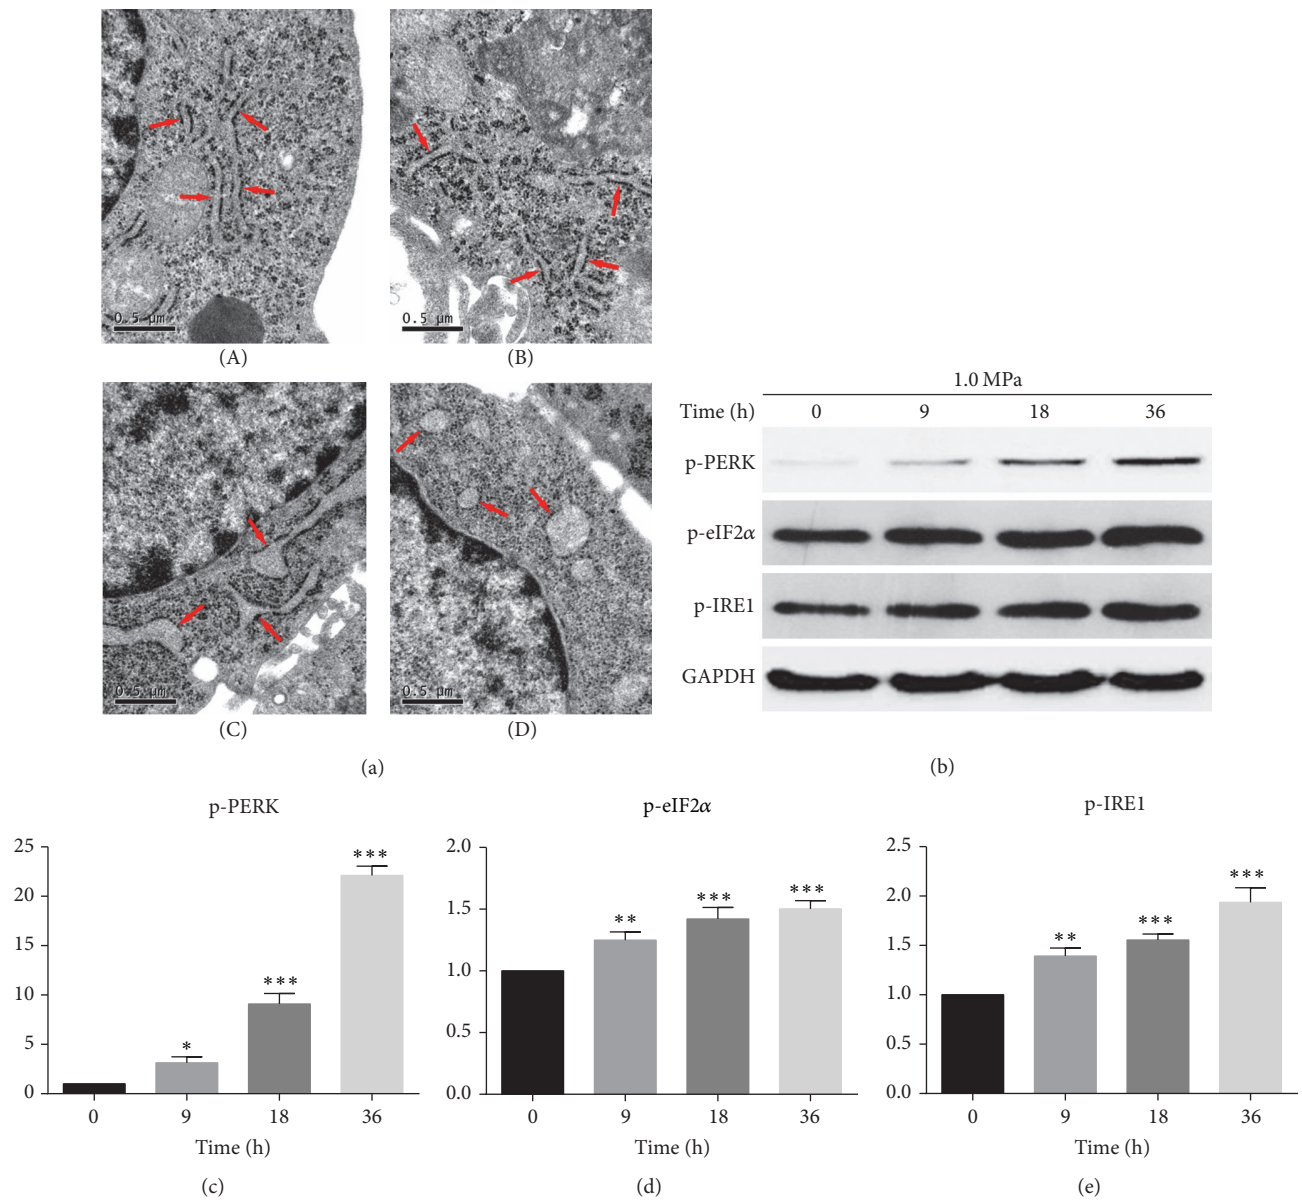 0.5 µm
0.5 µm
(A)
(B)
0.5 µm
0.5 µm
(C)
(D)
(a)
1.0 MPa
Time (h) 0 9 18 36
p-PERK
p-eIF2α
p-IRE1
GAPDH
(b)
p-PERK
25
20
15
10
5
0
*
***
***
0 9 18 36
Time (h)
(c)
p-eIF2α
2.0
1.5
1.0
0.5
0.0
**
***
***
0 9 18 36
Time (h)
(d)
p-IRE1
2.5
2.0
1.5
1.0
0.5
0.0
**
***
***
0 9 18 36
Time (h)
(e)